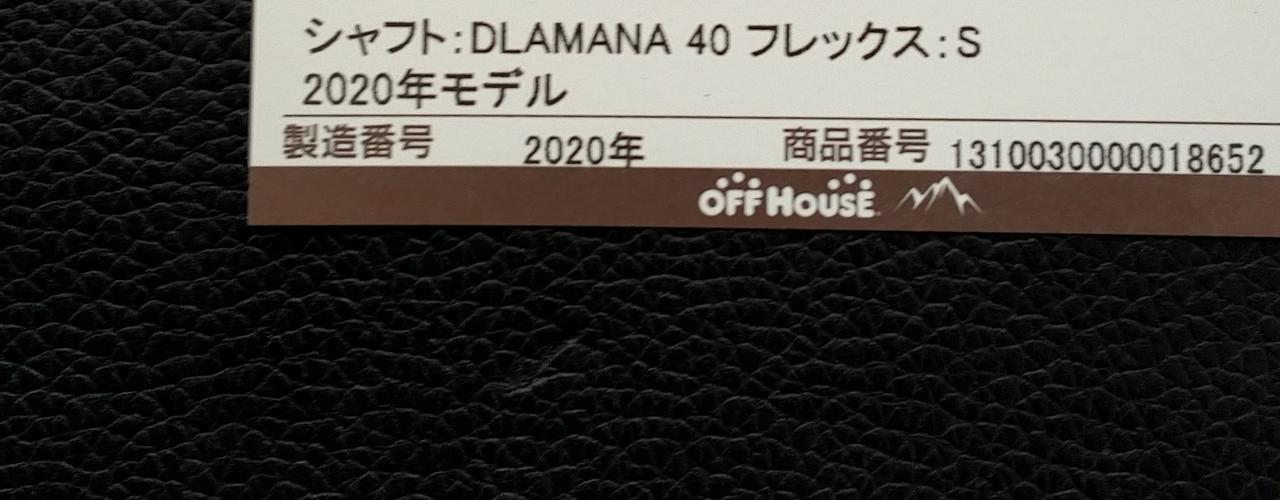 シャフト:DLAMANA 40 フレックス:S
2020年モデル
製造番号 2020年 商品番号 1310030000018652
OFF HOUSE